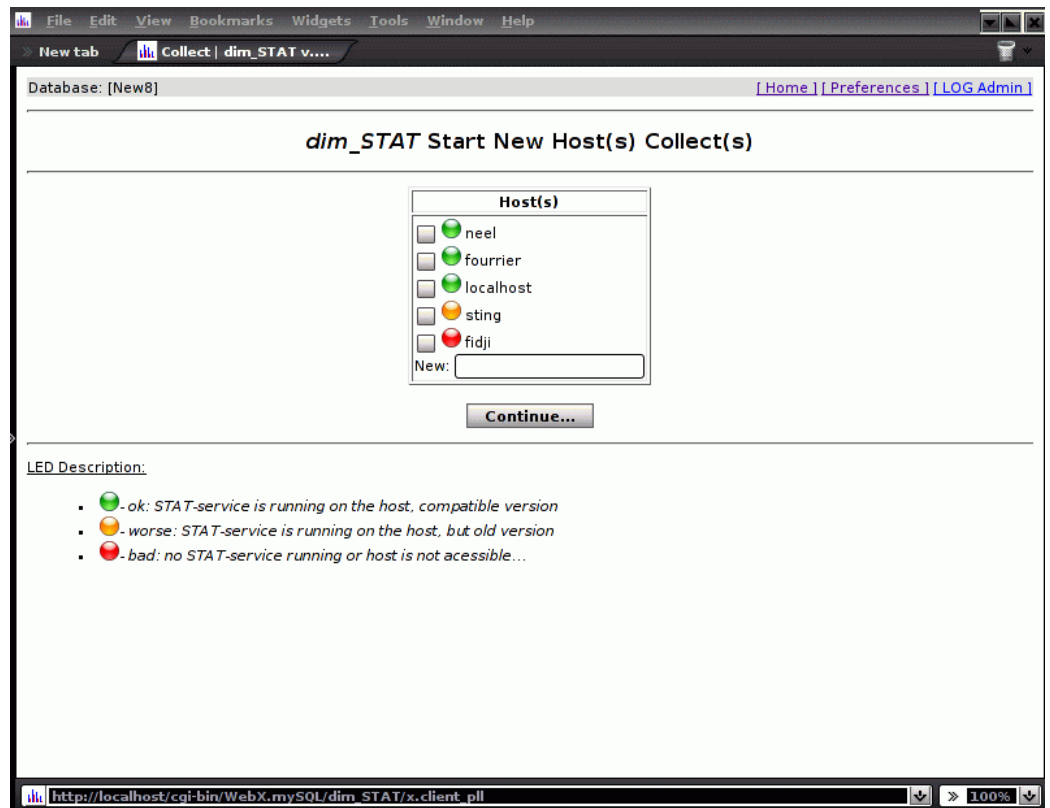 File Edit View Bookmarks Widgets Tools Window Help
» New tab Collect | dim_STAT v....
Database: [New8] [ Home ] [ Preferences ] [ LOG Admin ]
dim_STAT Start New Host(s) Collect(s)
Host(s)
neel
fourrier
localhost
sting
fidji
New:
Continue...
LED Description:
- ok: STAT-service is running on the host, compatible version
- worse: STAT-service is running on the host, but old version
- bad: no STAT-service running or host is not acessible...
http://localhost/cgi-bin/WebX.mySQL/dim_STAT/x.client_pll » 100%